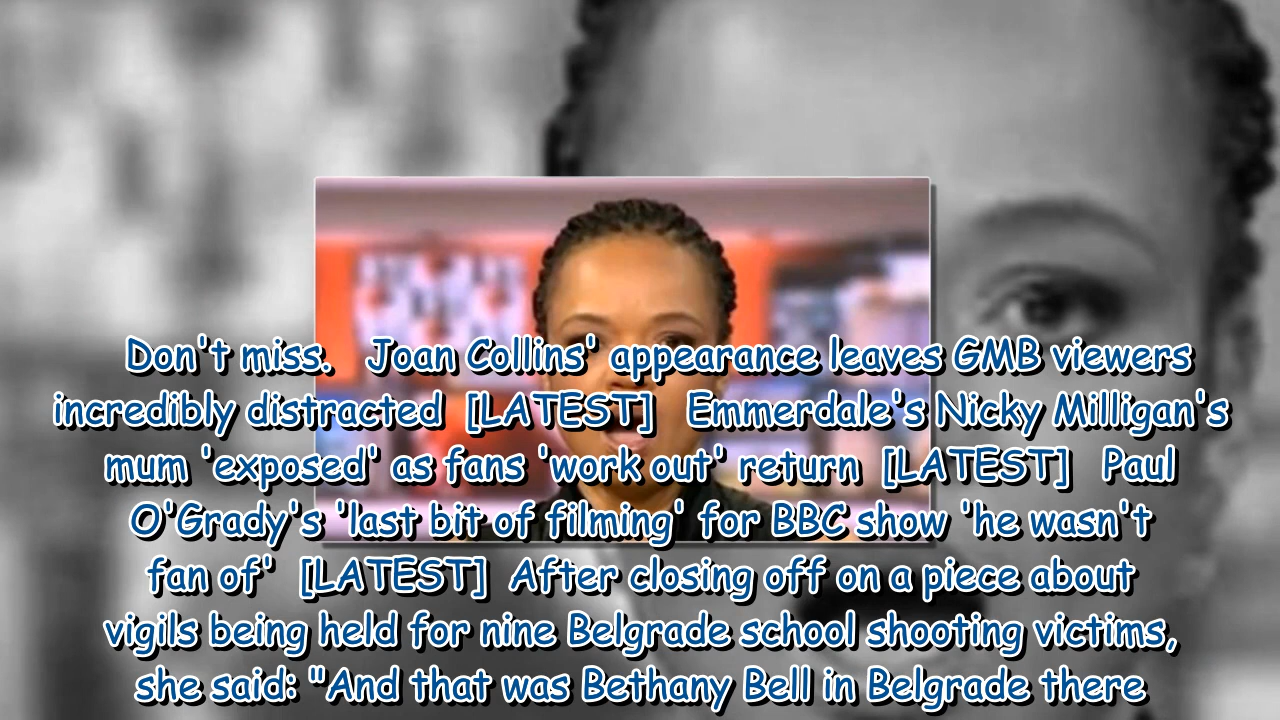 Don't miss.   Joan Collins' appearance leaves GMB viewers
incredibly distracted  [LATEST]   Emmerdale's Nicky Milligan's
mum 'exposed' as fans 'work out' return  [LATEST]   Paul
O'Grady's 'last bit of filming' for BBC show 'he wasn't
fan of'  [LATEST]  After closing off on a piece about
vigils being held for nine Belgrade school shooting victims,
she said: "And that was Bethany Bell in Belgrade there